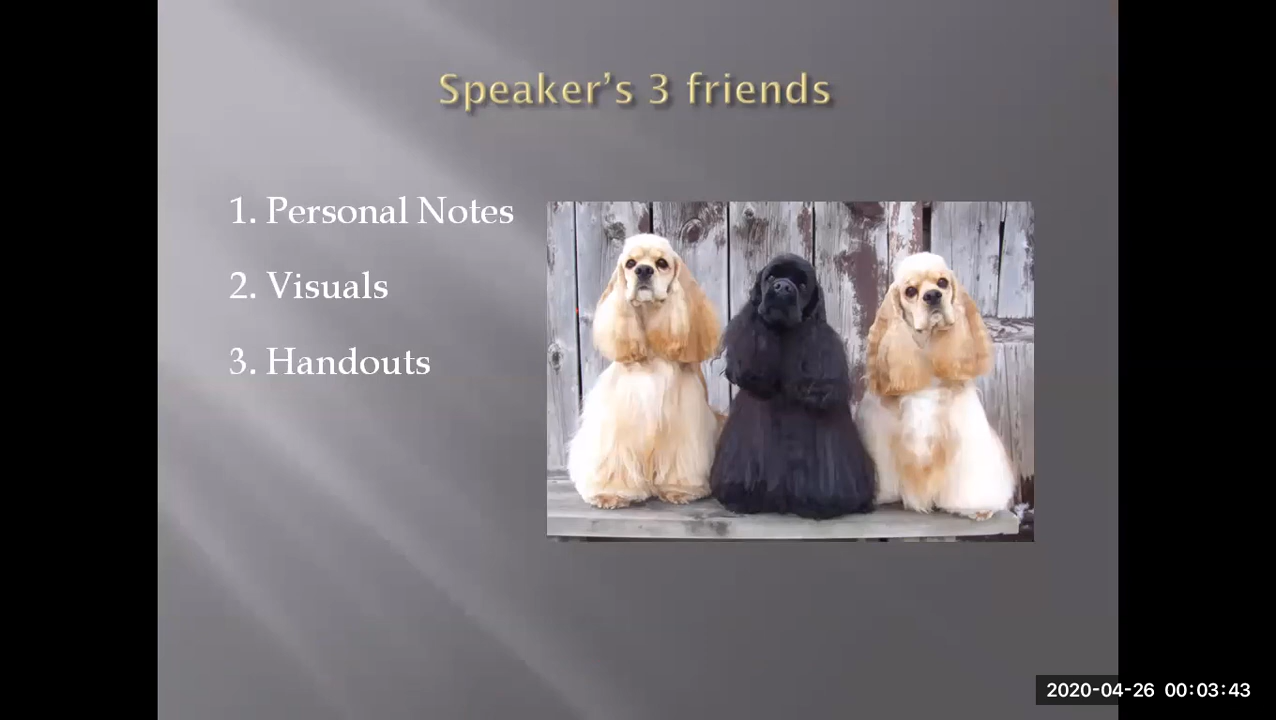 Speaker’s 3 friends
1. Personal Notes
2. Visuals
3. Handouts
2020-04-26 00:03:43